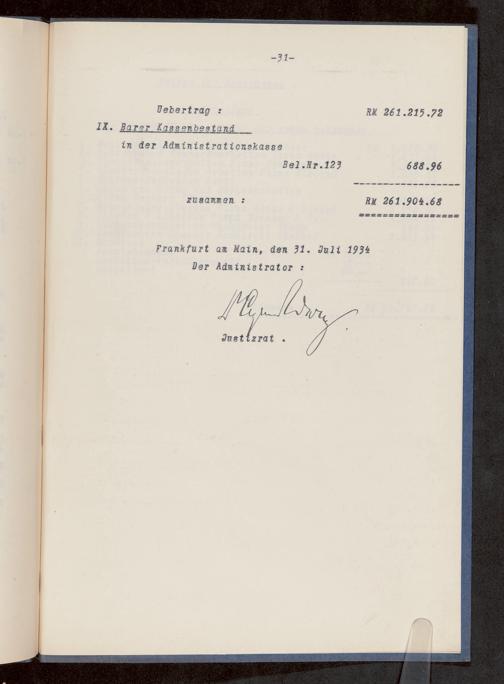 -31-
Uebertrag : RM 261.215.72
IX. Barer Kassenbestand
in der Administrationskasse
Bel.Nr.123 688.96
zusammen : RM 261.904.68
Frankfurt am Main, den 31. Juli 1934
Der Administrator :
Justizrat .